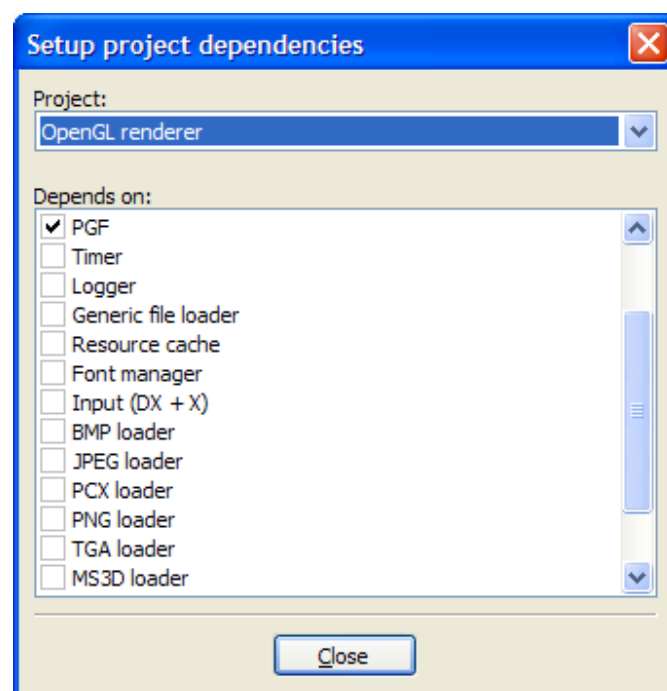 Setup project dependencies
Project:
OpenGL renderer
Depends on:
PGF
Timer
Logger
Generic file loader
Resource cache
Font manager
Input (DX + X)
BMP loader
JPEG loader
PCX loader
PNG loader
TGA loader
MS3D loader
Close